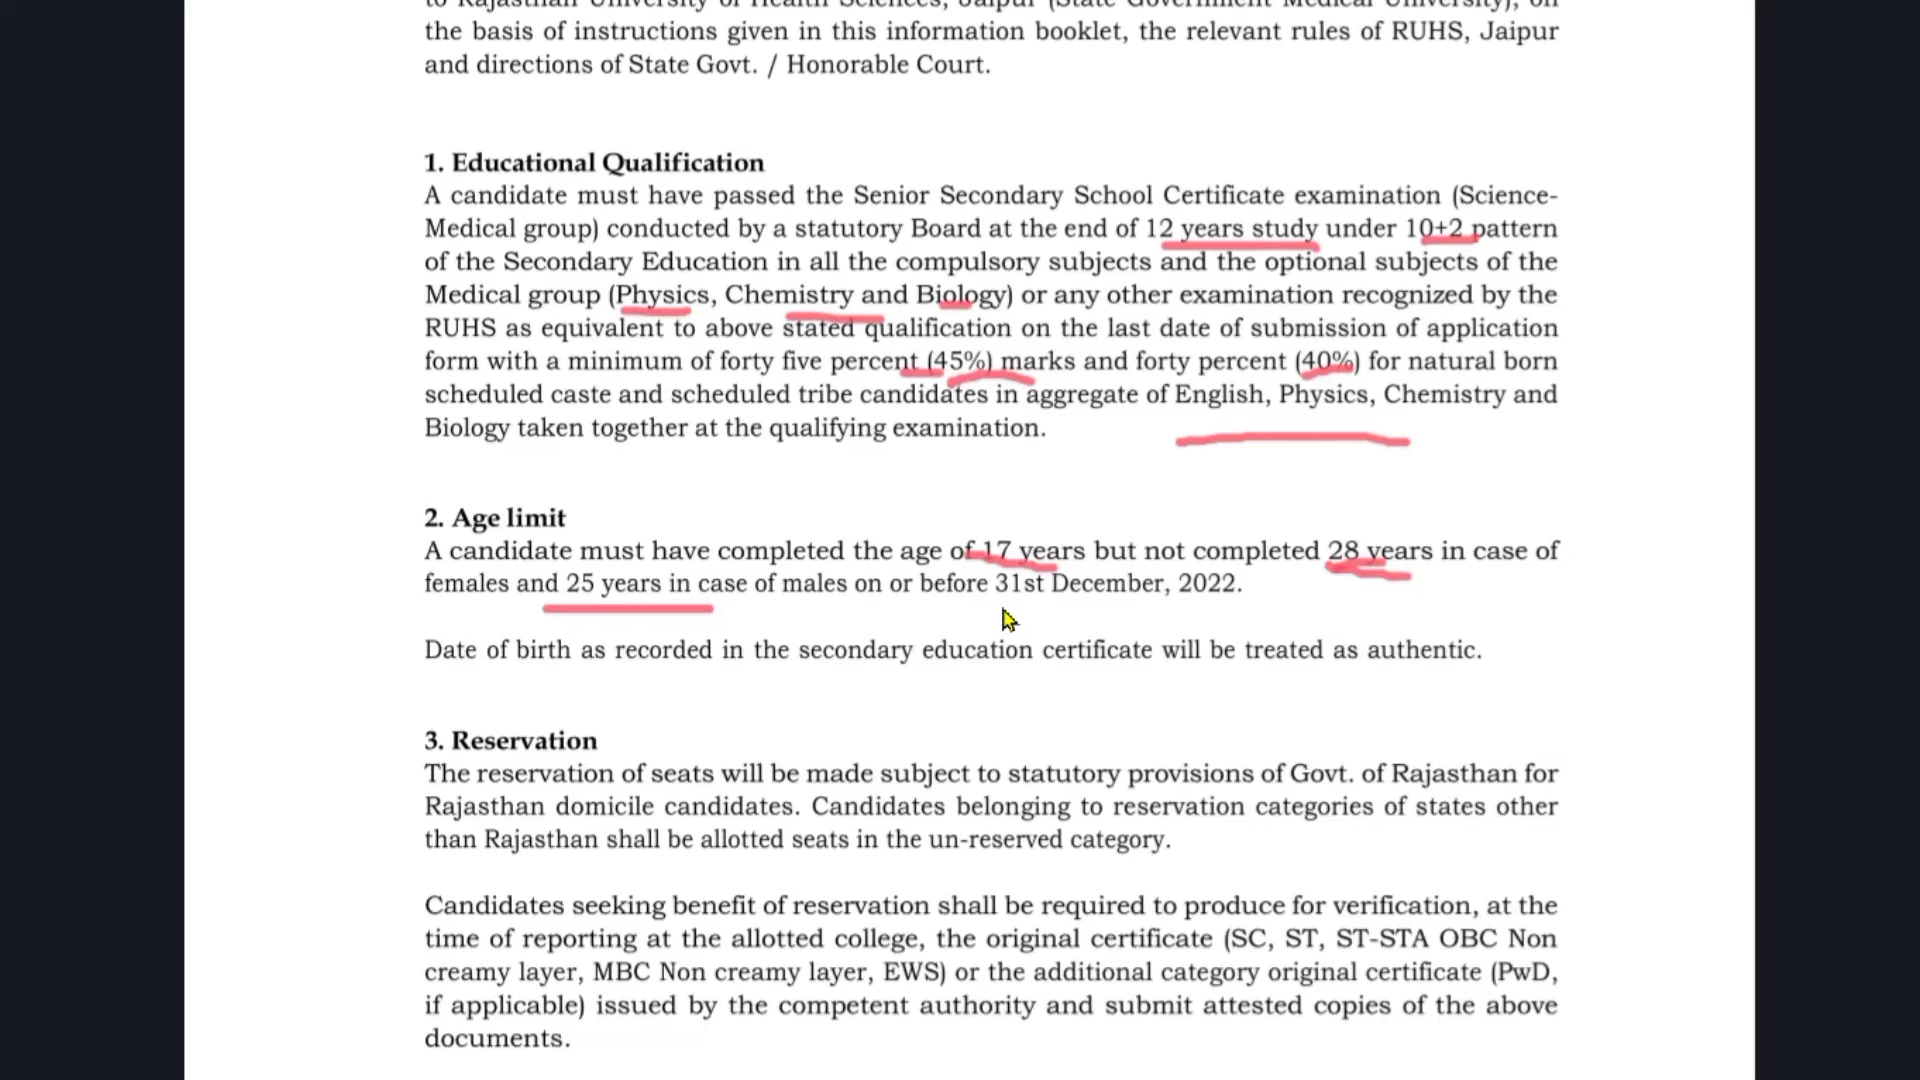 to Rajasthan University of Health Sciences, Jaipur (State Government Medical University), on
the basis of instructions given in this information booklet, the relevant rules of RUHS, Jaipur
and directions of State Govt. / Honorable Court.
1. Educational Qualification
A candidate must have passed the Senior Secondary School Certificate examination (Science-
Medical group) conducted by a statutory Board at the end of 12 years study under 10+2 pattern
of the Secondary Education in all the compulsory subjects and the optional subjects of the
Medical group (Physics, Chemistry and Biology) or any other examination recognized by the
RUHS as equivalent to above stated qualification on the last date of submission of application
form with a minimum of forty five percent (45%) marks and forty percent (40%) for natural born
scheduled caste and scheduled tribe candidates in aggregate of English, Physics, Chemistry and
Biology taken together at the qualifying examination.
2. Age limit
A candidate must have completed the age of 17 years but not completed 28 years in case of
females and 25 years in case of males on or before 31st December, 2022.
Date of birth as recorded in the secondary education certificate will be treated as authentic.
3. Reservation
The reservation of seats will be made subject to statutory provisions of Govt. of Rajasthan for
Rajasthan domicile candidates. Candidates belonging to reservation categories of states other
than Rajasthan shall be allotted seats in the un-reserved category.
Candidates seeking benefit of reservation shall be required to produce for verification, at the
time of reporting at the allotted college, the original certificate (SC, ST, ST-STA OBC Non
creamy layer, MBC Non creamy layer, EWS) or the additional category original certificate (PwD,
if applicable) issued by the competent authority and submit attested copies of the above
documents.